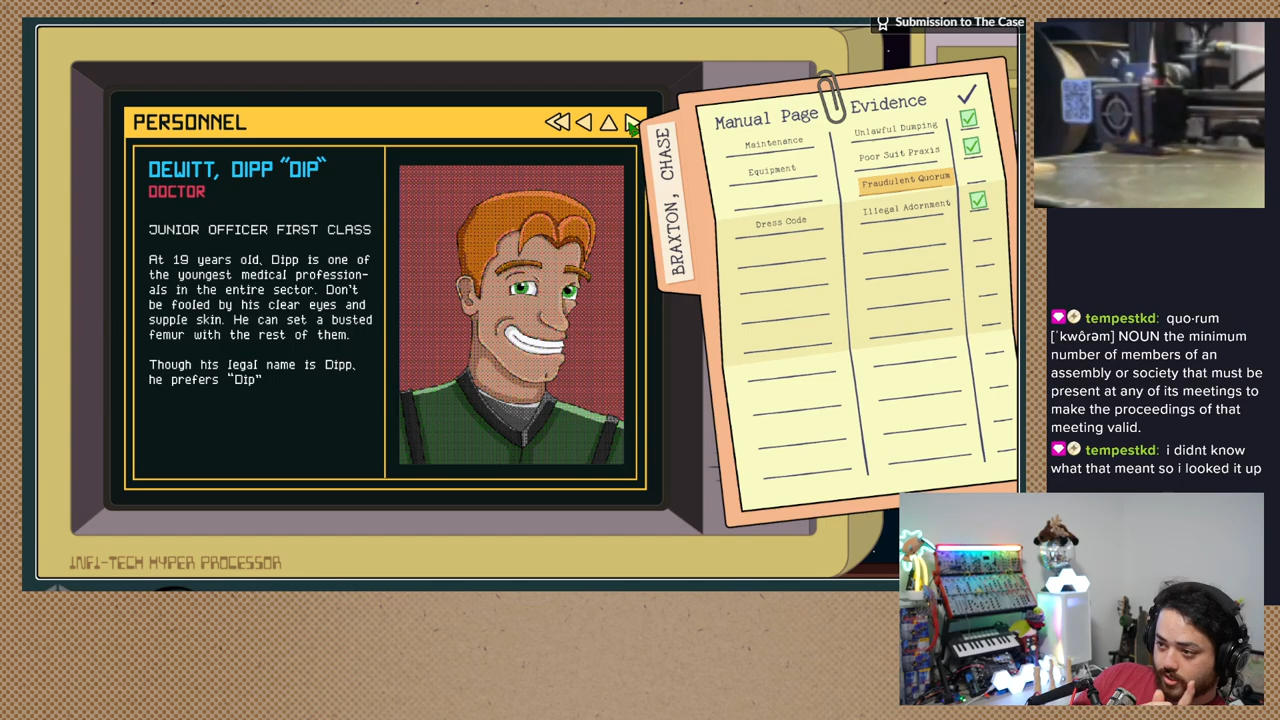 Submission to The Case
PERSONNEL
DEWITT, DIPP "DIP"
DOCTOR
JUNIOR OFFICER FIRST CLASS
At 19 years old, Dipp is one of
the youngest medical profession-
als in the entire sector. Don't
be fooled by his clear eyes and
supple skin. He can set a busted
femur with the rest of them.
Though his legal name is Dipp,
he prefers "Dip"
INFI-TECH HYPER PROCESSOR
BRAXTON, CHASE
Manual Page
Evidence
Maintenance
Unlawful Dumping
Equipment
Poor Suit Praxis
Fraudulent Quorum
Dress Code
Illegal Adornment
tempestkd: quo·rum
[ˈkwôrəm] NOUN the minimum
number of members of an
assembly or society that must be
present at any of its meetings to
make the proceedings of that
meeting valid.
tempestkd: i didnt know
what that meant so i looked it up